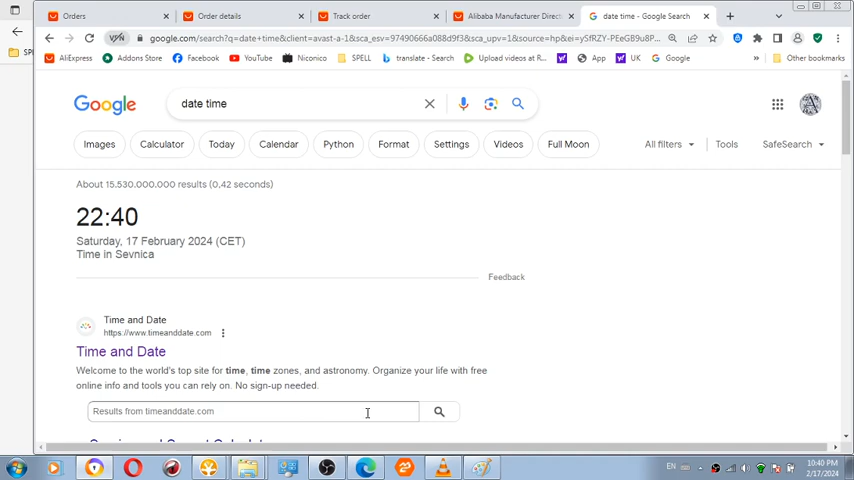 Orders
Order details
Track order
Alibaba Manufacturer Direct
date time - Google Search
VPN
google.com/search?q=date+time&client=avast-a-1&sca_esv=97490666a088d9f3&sca_upv=1&source=hp&ei=ySfRZY-PEeGB9u8P...
AliExpress
Facebook
YouTube
Niconico
SPELL
translate - Search
Upload videos at R...
App
UK
Google
»
Other bookmarks
Google
date time
Images
Calculator
Today
Calendar
Python
Format
Settings
Videos
Full Moon
All filters
Tools
SafeSearch
About 15.530.000.000 results (0,42 seconds)
22:40
Saturday, 17 February 2024 (CET)
Time in Sevnica
Feedback
Time and Date
https://www.timeanddate.com
Time and Date
Welcome to the world's top site for time, time zones, and astronomy. Organize your life with free
online info and tools you can rely on. No sign-up needed.
Results from timeanddate.com
EN
10:40 PM
2/17/2024